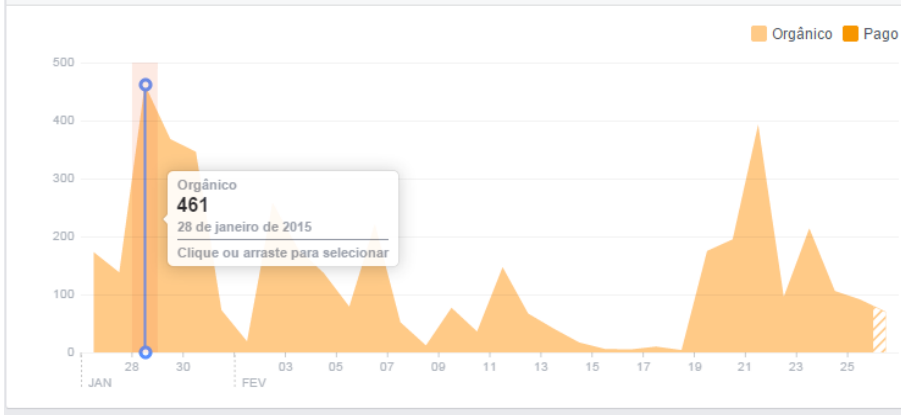 Orgânico Pago
500
400
300
200
100
0
Orgânico
461
28 de janeiro de 2015
Clique ou arraste para selecionar
28 30 03 05 07 09 11 13 15 17 19 21 23 25
JAN FEV